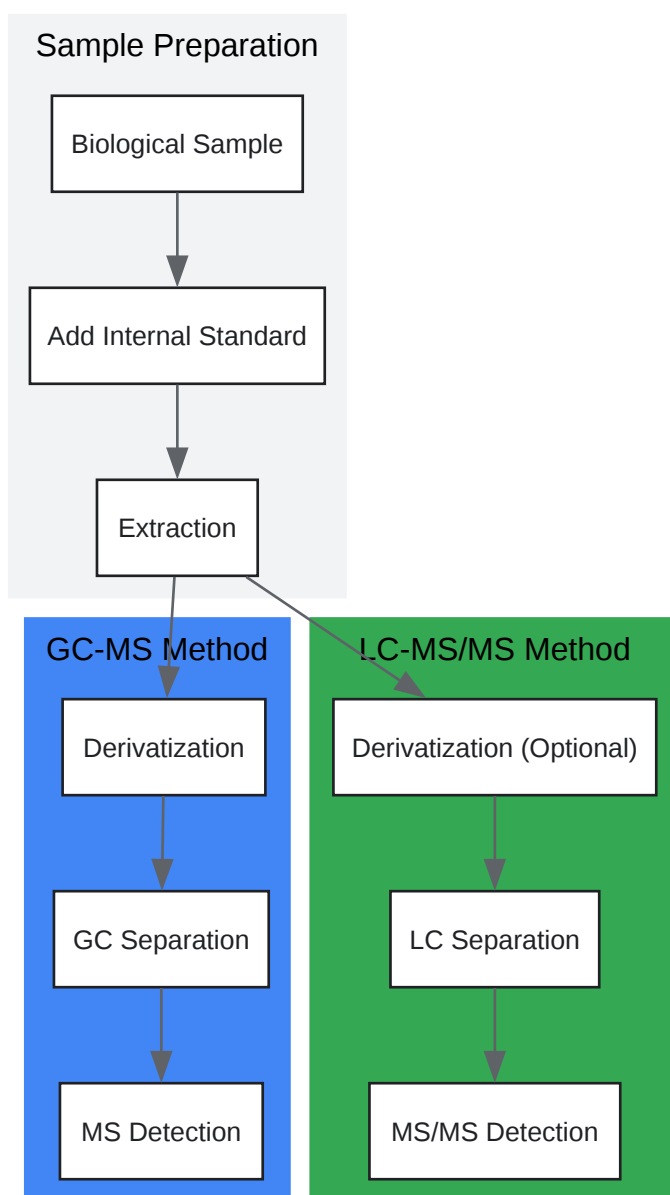 Sample Preparation
Biological Sample
Add Internal Standard
Extraction
GC-MS Method
Derivatization
GC Separation
MS Detection
LC-MS/MS Method
Derivatization (Optional)
LC Separation
MS/MS Detection